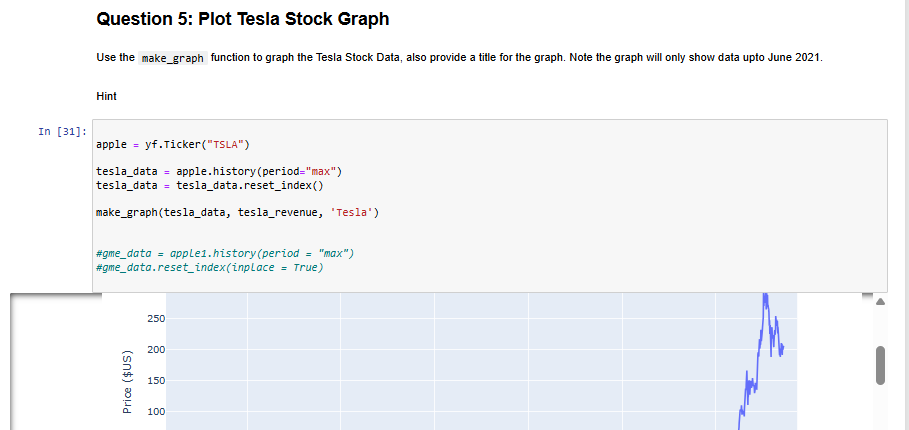 Question 5: Plot Tesla Stock Graph
Use the make_graph function to graph the Tesla Stock Data, also provide a title for the graph. Note the graph will only show data upto June 2021.
Hint
In [31]:
apple = yf.Ticker("TSLA")
tesla_data = apple.history(period="max")
tesla_data = tesla_data.reset_index()
make_graph(tesla_data, tesla_revenue, 'Tesla')
#gme_data = apple1.history(period = "max")
#gme_data.reset_index(inplace = True)
250
200
150
100
Price ($US)